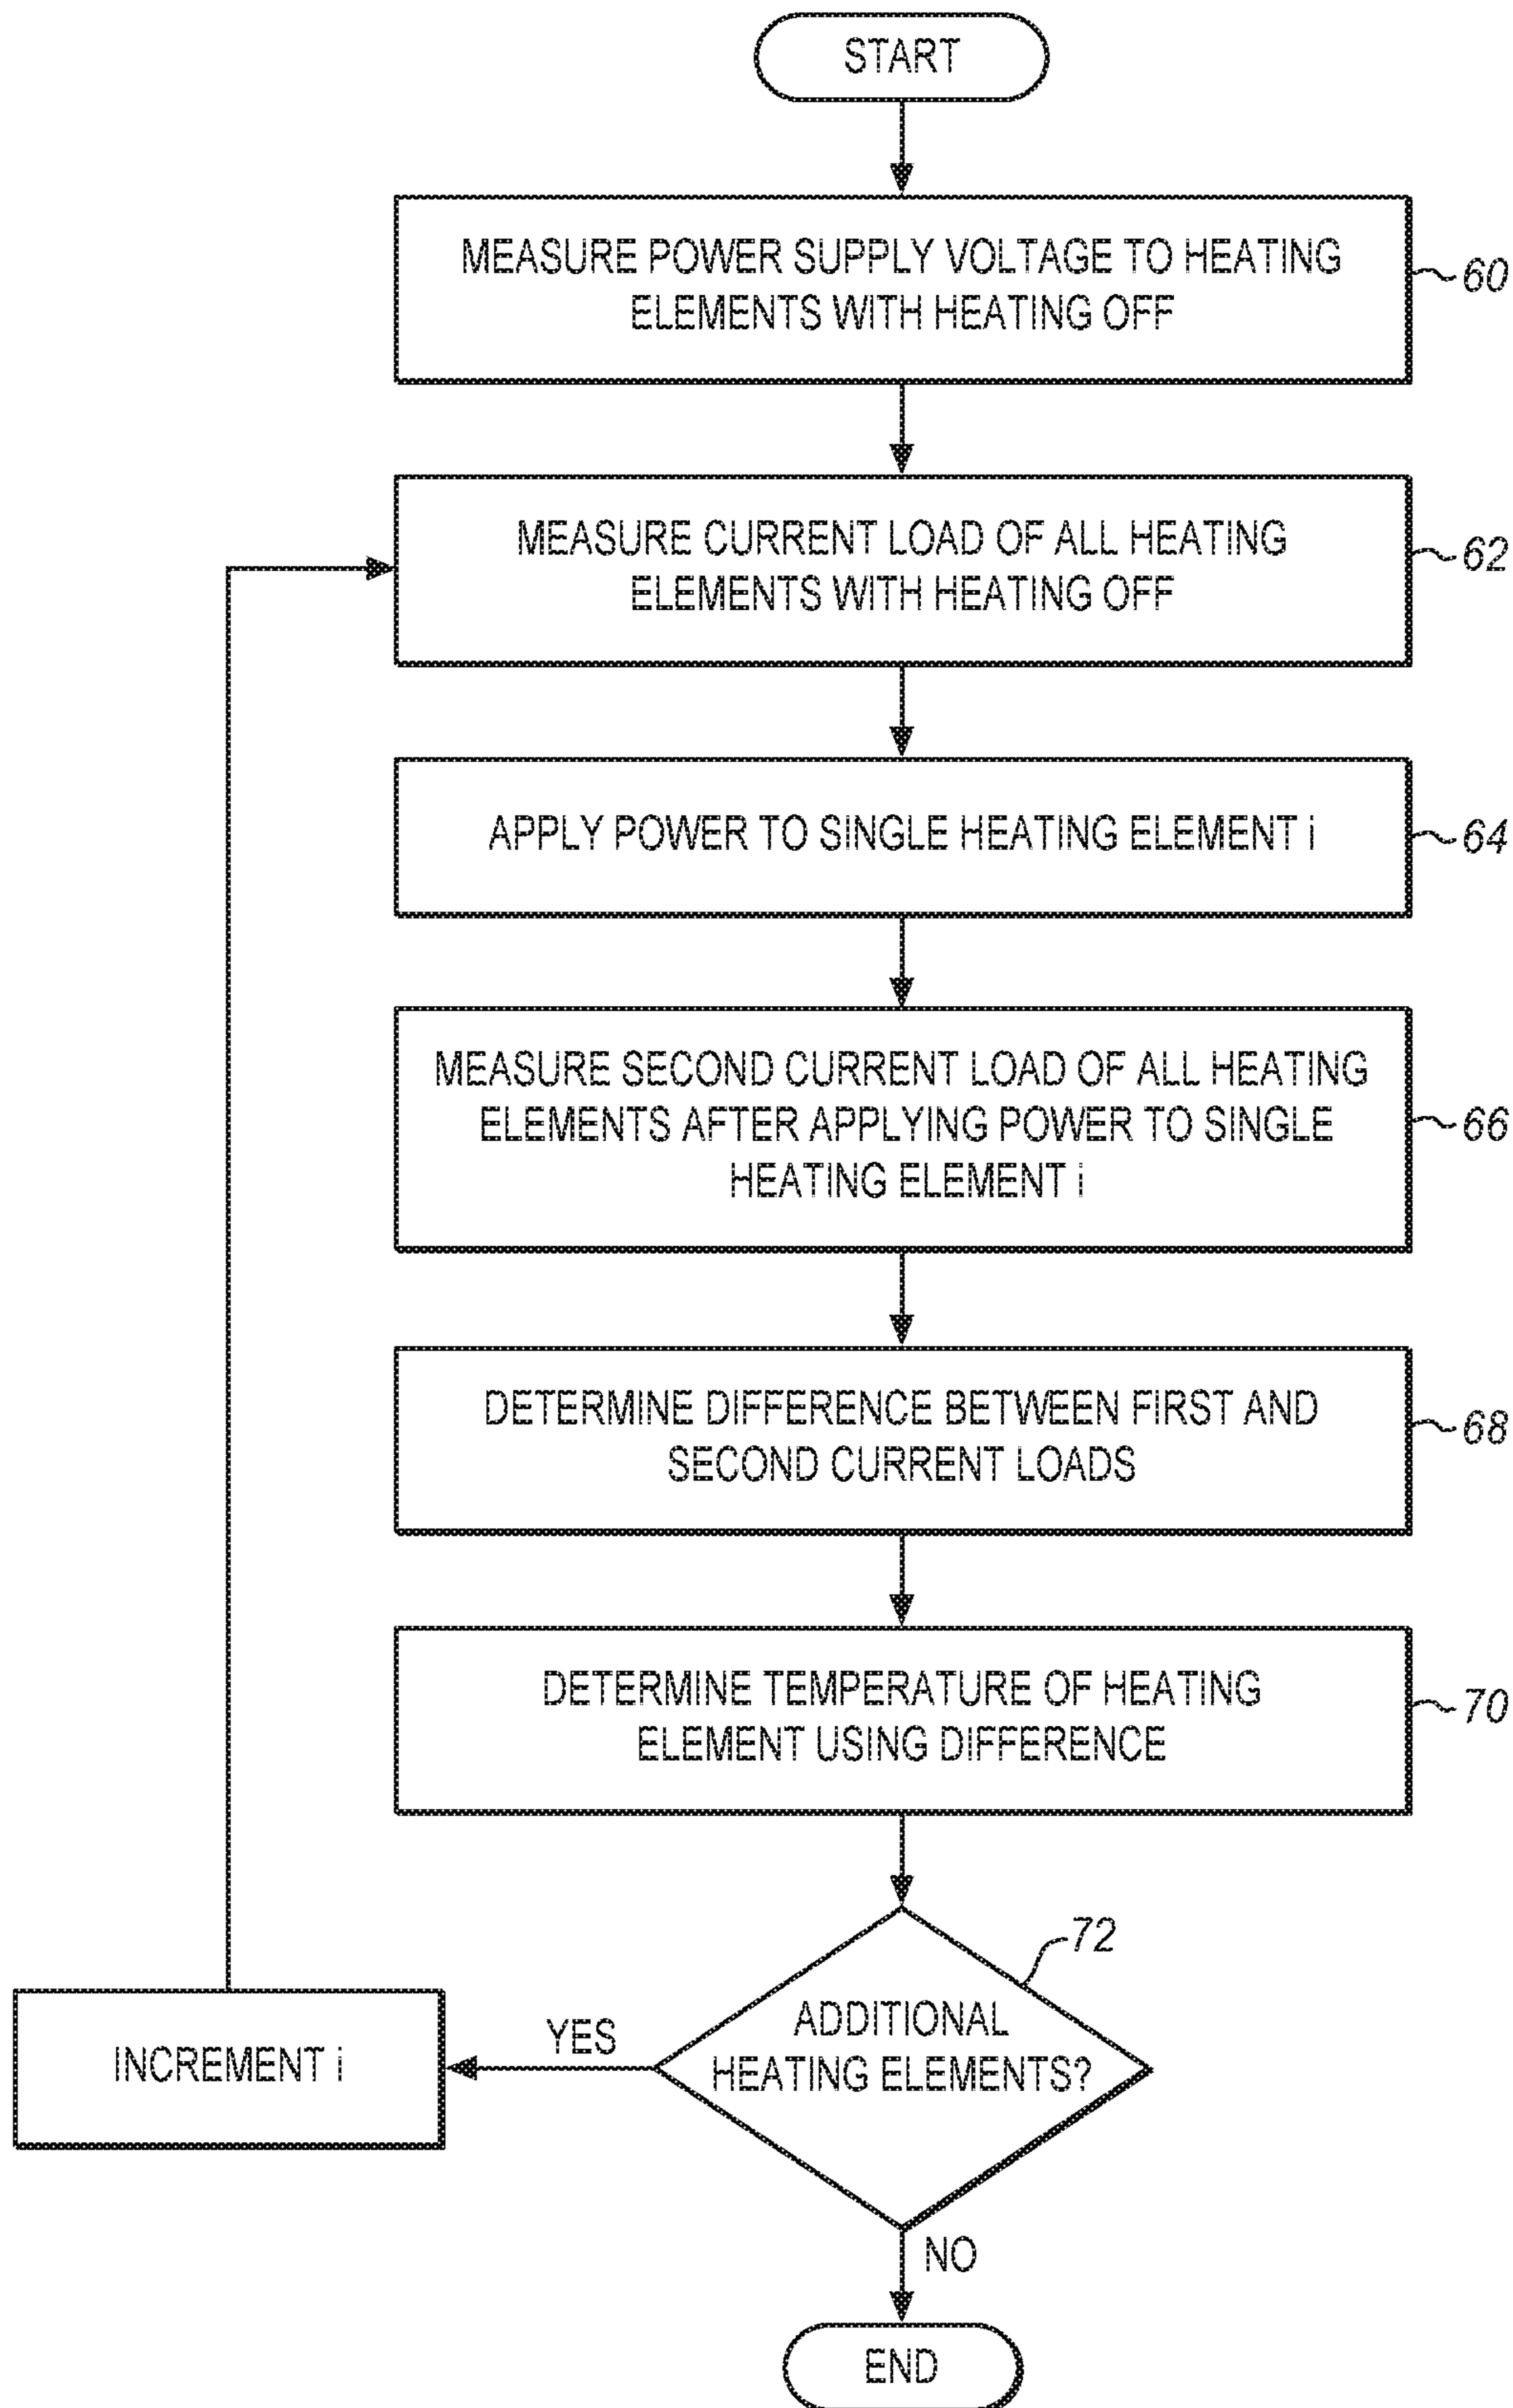 START
MEASURE POWER SUPPLY VOLTAGE TO HEATING
ELEMENTS WITH HEATING OFF
60
MEASURE CURRENT LOAD OF ALL HEATING
ELEMENTS WITH HEATING OFF
62
APPLY POWER TO SINGLE HEATING ELEMENT i
64
MEASURE SECOND CURRENT LOAD OF ALL HEATING
ELEMENTS AFTER APPLYING POWER TO SINGLE
HEATING ELEMENT i
66
DETERMINE DIFFERENCE BETWEEN FIRST AND
SECOND CURRENT LOADS
68
DETERMINE TEMPERATURE OF HEATING
ELEMENT USING DIFFERENCE
70
72
ADDITIONAL
HEATING ELEMENTS?
YES
INCREMENT i
NO
END